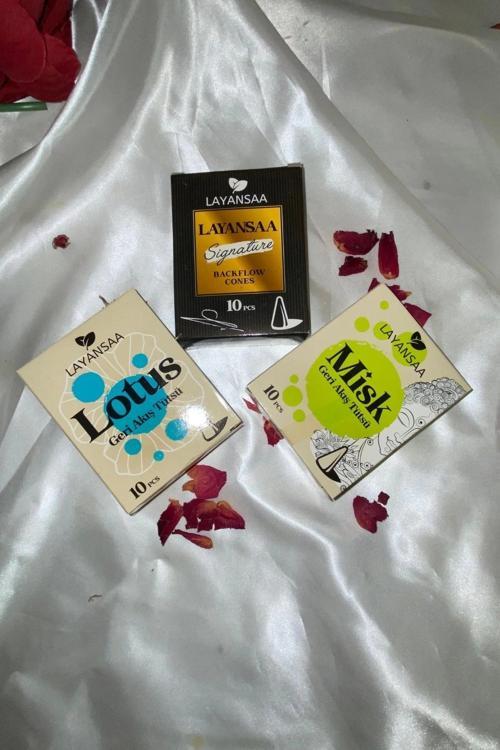 LAYANSAA
LAYANSAA
Signature
BACKFLOW
CONES
10 PCS
LAYANSAA
Lotus
Geri Akış Tütsü
10 PCS
LAYANSAA
Misk
Geri Akış Tütsü
10 PCS